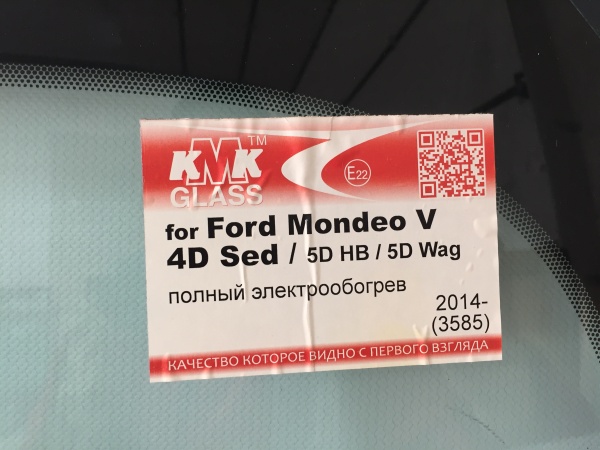 KMK™
GLASS
E22
for Ford Mondeo V
4D Sed / 5D HB / 5D Wag
полный электрообогрев
2014-
(3585)
КАЧЕСТВО КОТОРОЕ ВИДНО С ПЕРВОГО ВЗГЛЯДА